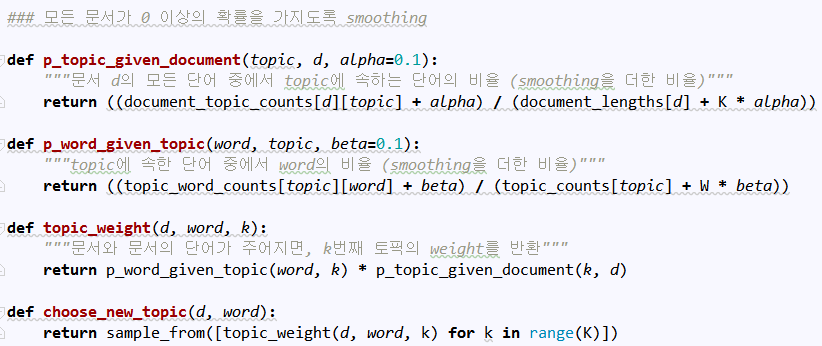 ### 모든 문서가 0 이상의 확률을 가지도록 smoothing
def p_topic_given_document(topic, d, alpha=0.1):
"""문서 d의 모든 단어 중에서 topic에 속하는 단어의 비율 (smoothing을 더한 비율)"""
return ((document_topic_counts[d][topic] + alpha) / (document_lengths[d] + K * alpha))
def p_word_given_topic(word, topic, beta=0.1):
"""topic에 속한 단어 중에서 word의 비율 (smoothing을 더한 비율)"""
return ((topic_word_counts[topic][word] + beta) / (topic_counts[topic] + W * beta))
def topic_weight(d, word, k):
"""문서와 문서의 단어가 주어지면, k번째 토픽의 weight를 반환"""
return p_word_given_topic(word, k) * p_topic_given_document(k, d)
def choose_new_topic(d, word):
return sample_from([topic_weight(d, word, k) for k in range(K)])